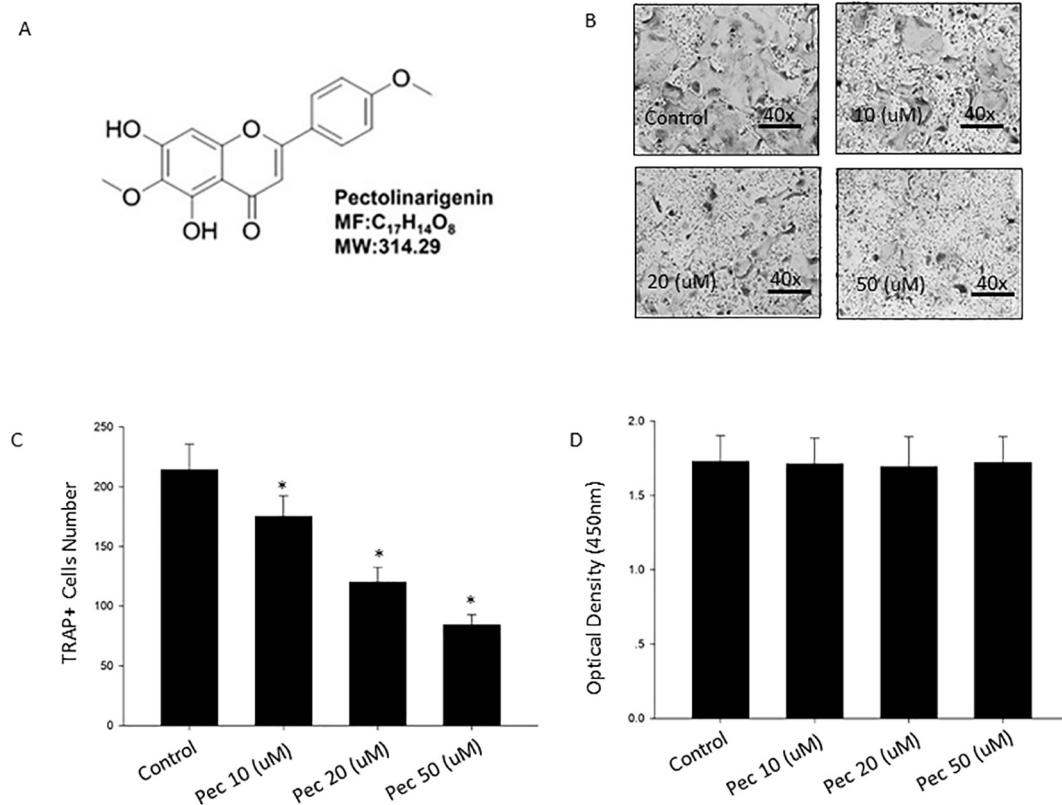 A
HO
O
O
O
OH
O
Pectolinarigenin
MF:C₁₇H₁₄O₈
MW:314.29
B
Control 40x
10 (uM) 40x
20 (uM) 40x
50 (uM) 40x
C
TRAP+ Cells Number
250
200
150
100
50
0
*
*
*
Control
Pec 10 (uM)
Pec 20 (uM)
Pec 50 (uM)
D
Optical Density (450nm)
2.0
1.5
1.0
.5
0.0
Control
Pec 10 (uM)
Pec 20 (uM)
Pec 50 (uM)